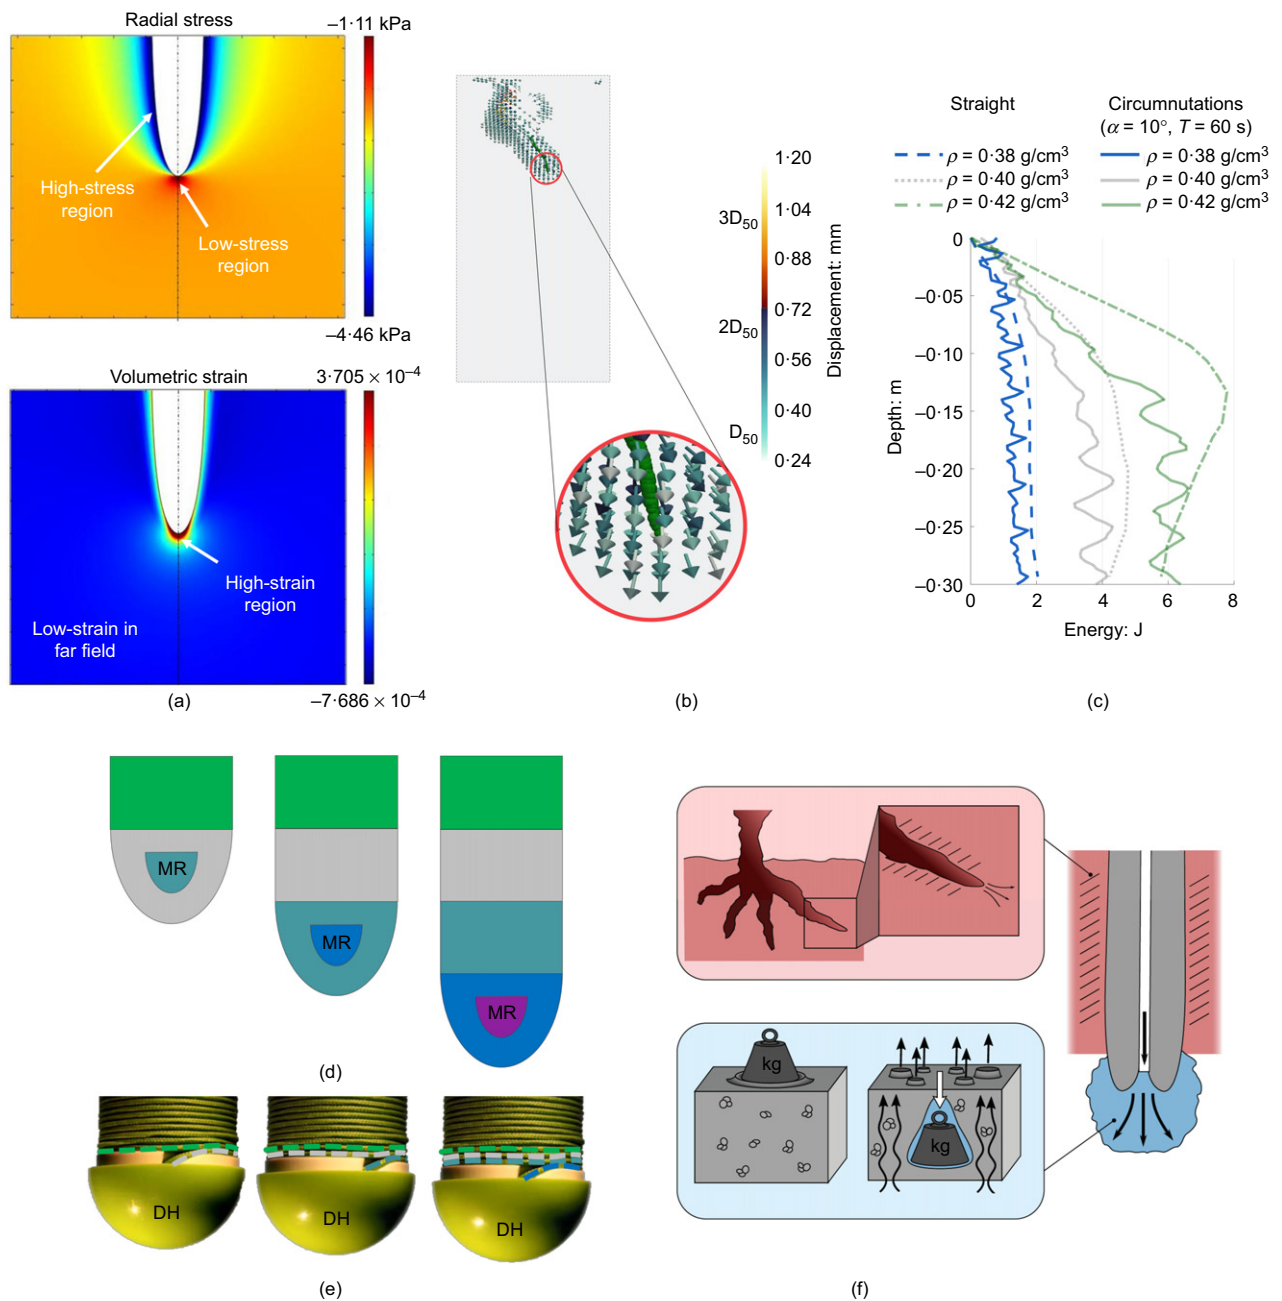 Radial stress
–1·11 kPa
High-stress
region
Low-stress
region
–4·46 kPa
Volumetric strain
3·705 × 10⁻⁴
High-strain
region
Low-strain in
far field
–7·686 × 10⁻⁴
(a)
1·20
3D₅₀
1·04
0·88
0·72
2D₅₀
0·56
0·40
D₅₀
0·24
Displacement: mm
(b)
Straight
Circumnutations
(α = 10°, T = 60 s)
ρ = 0·38 g/cm³
ρ = 0·40 g/cm³
ρ = 0·42 g/cm³
ρ = 0·38 g/cm³
ρ = 0·40 g/cm³
ρ = 0·42 g/cm³
0
–0·05
–0·10
–0·15
–0·20
–0·25
–0·30
Depth: m
0 2 4 6 8
Energy: J
(c)
MR
MR
MR
(d)
DH
DH
DH
(e)
kg
kg
(f)